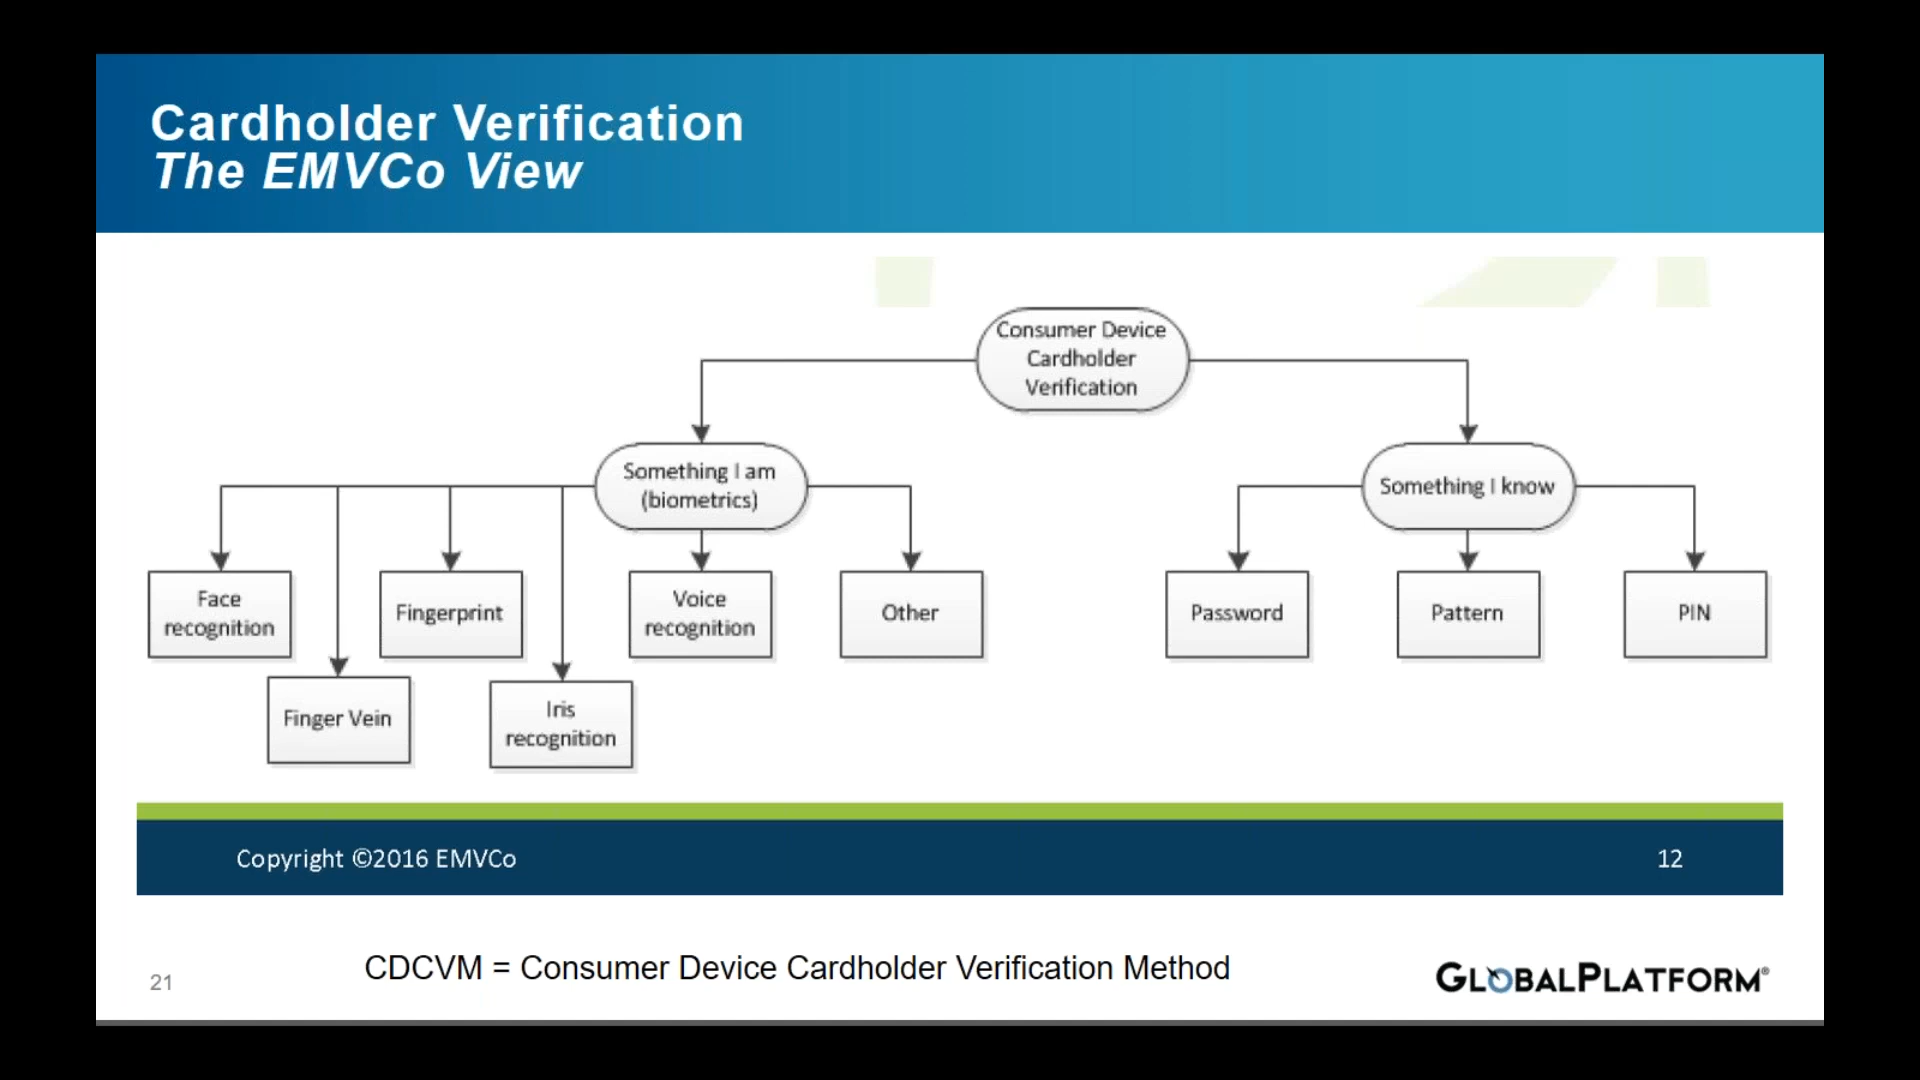 Cardholder Verification
The EMVCo View
Consumer Device
Cardholder
Verification
Something I am
(biometrics)
Something I know
Face
recognition
Fingerprint
Voice
recognition
Other
Password
Pattern
PIN
Finger Vein
Iris
recognition
Copyright ©2016 EMVCo
12
CDCVM = Consumer Device Cardholder Verification Method
21
GLOBALPLATFORM®